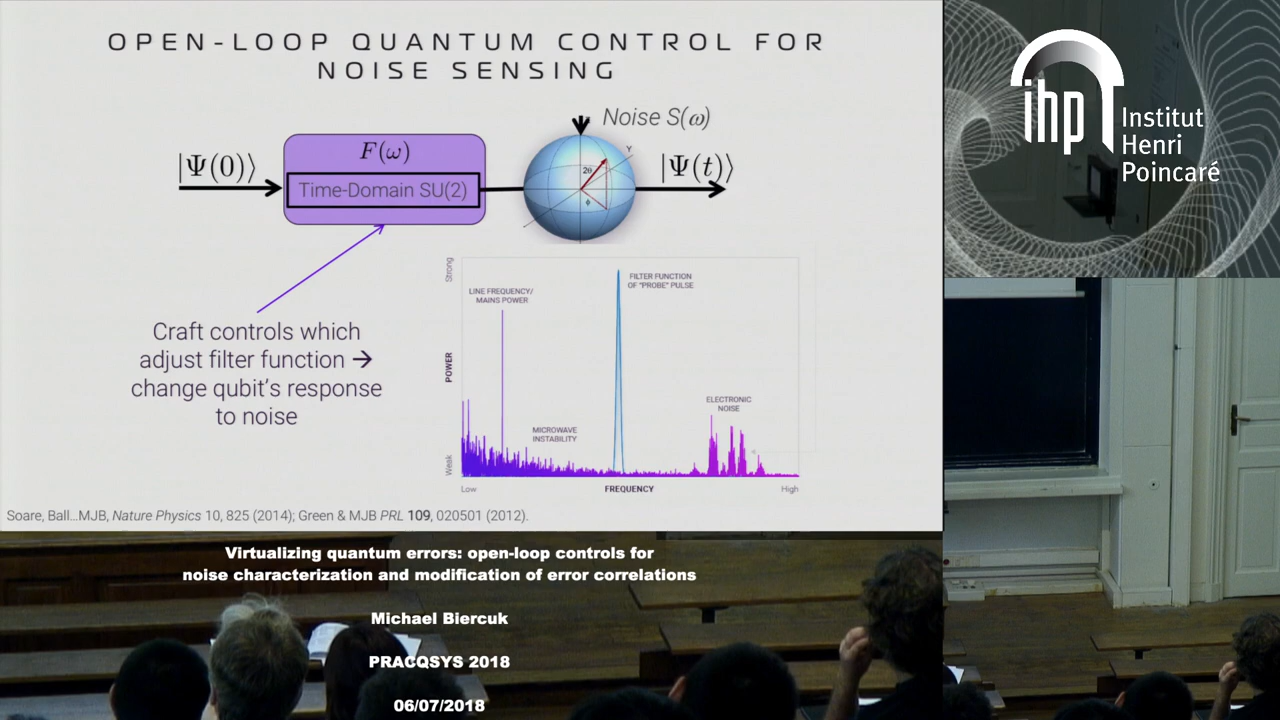 OPEN-LOOP QUANTUM CONTROL FOR
NOISE SENSING
Noise S(ω)
|Ψ(0)⟩
F(ω)
Time-Domain SU(2)
|Ψ(t)⟩
Y
2θ
ϕ
Craft controls which
adjust filter function →
change qubit's response
to noise
Strong
POWER
Weak
LINE FREQUENCY/
MAINS POWER
FILTER FUNCTION
OF "PROBE" PULSE
MICROWAVE
INSTABILITY
ELECTRONIC
NOISE
Low
FREQUENCY
High
Soare, Ball…MJB, Nature Physics 10, 825 (2014); Green & MJB PRL 109, 020501 (2012).
Virtualizing quantum errors: open-loop controls for
noise characterization and modification of error correlations
Michael Biercuk
PRACQSYS 2018
06/07/2018
ihp
Institut
Henri
Poincaré